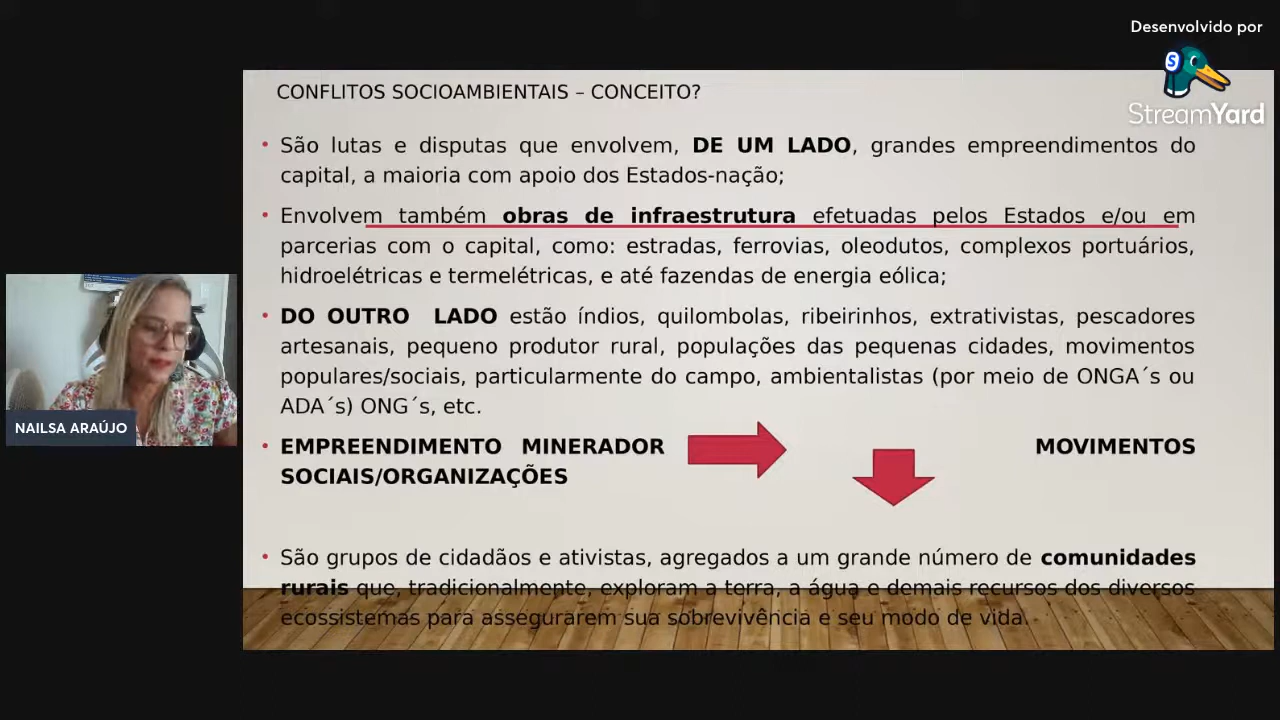 Desenvolvido por
StreamYard
CONFLITOS SOCIOAMBIENTAIS – CONCEITO?
• São lutas e disputas que envolvem, DE UM LADO, grandes empreendimentos do
capital, a maioria com apoio dos Estados-nação;
• Envolvem também obras de infraestrutura efetuadas pelos Estados e/ou em
parcerias com o capital, como: estradas, ferrovias, oleodutos, complexos portuários,
hidroelétricas e termelétricas, e até fazendas de energia eólica;
• DO OUTRO LADO estão índios, quilombolas, ribeirinhos, extrativistas, pescadores
artesanais, pequeno produtor rural, populações das pequenas cidades, movimentos
populares/sociais, particularmente do campo, ambientalistas (por meio de ONGA´s ou
ADA´s) ONG´s, etc.
• EMPREENDIMENTO MINERADOR MOVIMENTOS
SOCIAIS/ORGANIZAÇÕES
• São grupos de cidadãos e ativistas, agregados a um grande número de comunidades
rurais que, tradicionalmente, exploram a terra, a água e demais recursos dos diversos
ecossistemas para assegurarem sua sobrevivência e seu modo de vida.
NAILSA ARAÚJO